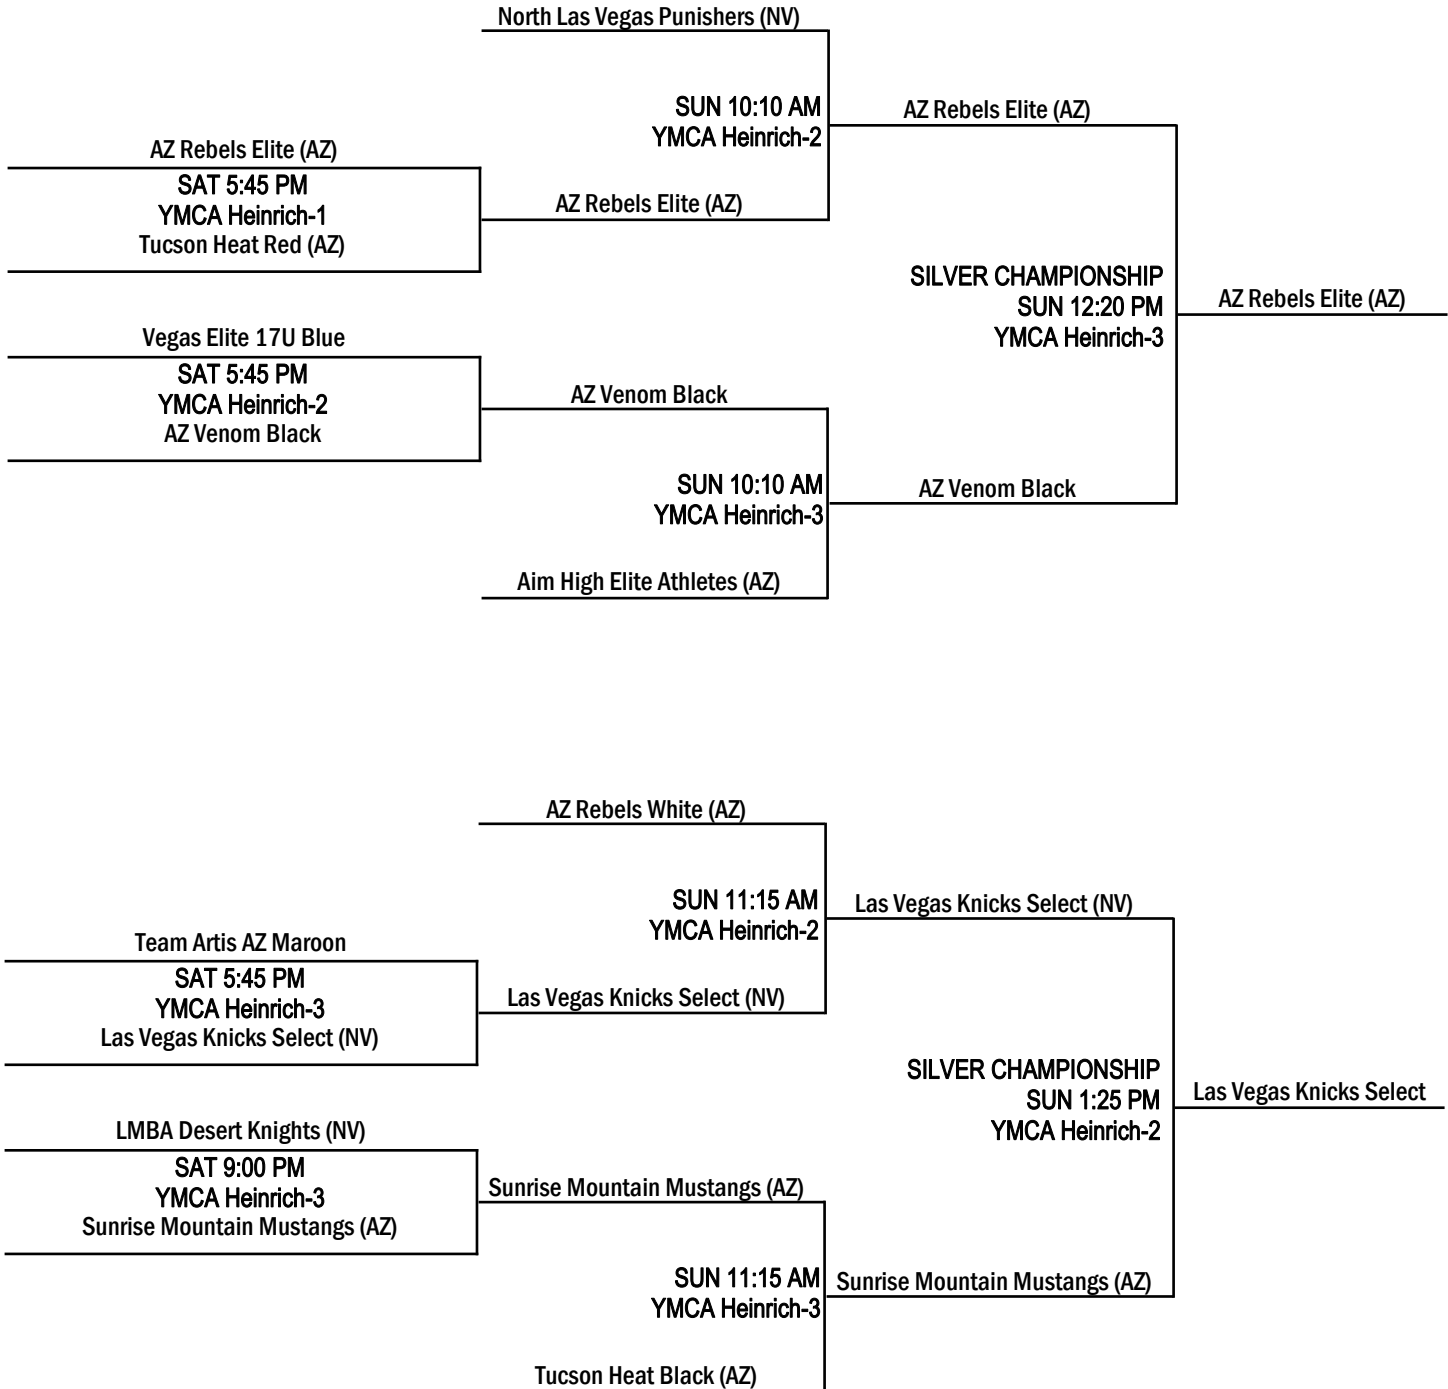 North Las Vegas Punishers (NV)
SUN 10:10 AM
YMCA Heinrich-2
AZ Rebels Elite (AZ)
AZ Rebels Elite (AZ)
SAT 5:45 PM
YMCA Heinrich-1
Tucson Heat Red (AZ)
AZ Rebels Elite (AZ)
SILVER CHAMPIONSHIP
SUN 12:20 PM
YMCA Heinrich-3
AZ Rebels Elite (AZ)
Vegas Elite 17U Blue
SAT 5:45 PM
YMCA Heinrich-2
AZ Venom Black
AZ Venom Black
SUN 10:10 AM
YMCA Heinrich-3
AZ Venom Black
Aim High Elite Athletes (AZ)
AZ Rebels White (AZ)
SUN 11:15 AM
YMCA Heinrich-2
Las Vegas Knicks Select (NV)
Team Artis AZ Maroon
SAT 5:45 PM
YMCA Heinrich-3
Las Vegas Knicks Select (NV)
Las Vegas Knicks Select (NV)
SILVER CHAMPIONSHIP
SUN 1:25 PM
YMCA Heinrich-2
Las Vegas Knicks Select
LMBA Desert Knights (NV)
SAT 9:00 PM
YMCA Heinrich-3
Sunrise Mountain Mustangs (AZ)
Sunrise Mountain Mustangs (AZ)
SUN 11:15 AM
YMCA Heinrich-3
Sunrise Mountain Mustangs (AZ)
Tucson Heat Black (AZ)